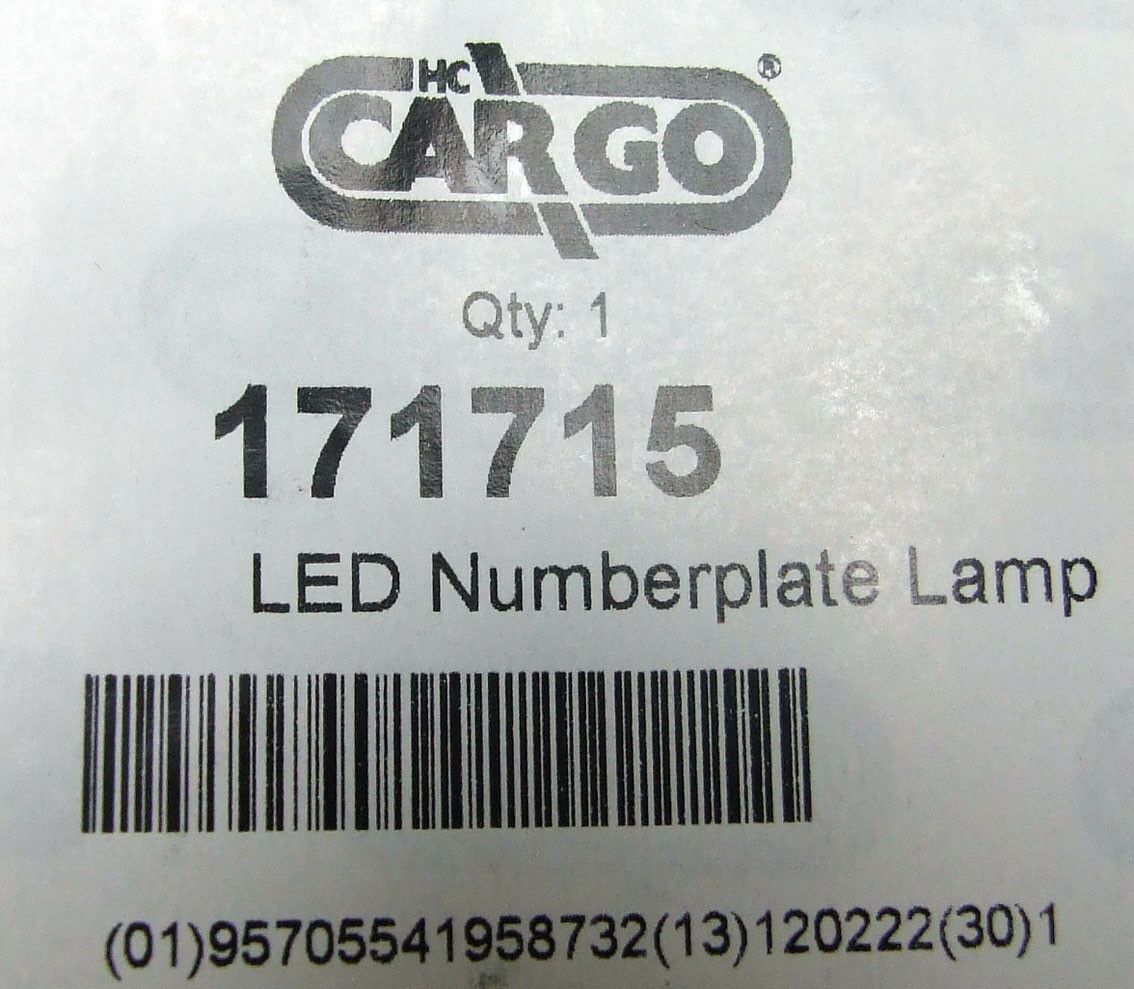 HC
CARGO®
Qty: 1
171715
LED Numberplate Lamp
(01)95705541958732(13)120222(30)1